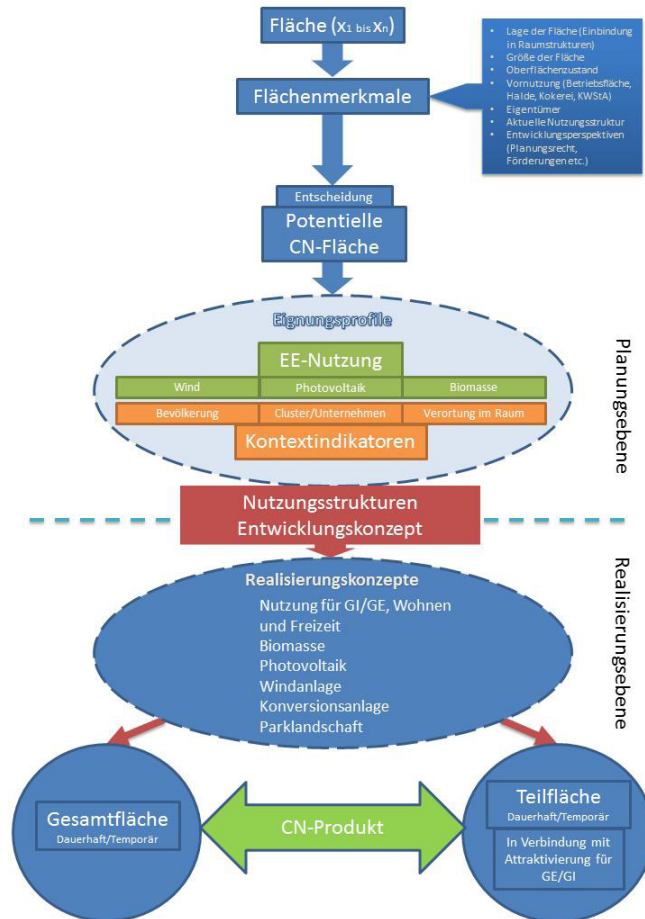 Fläche (x1 bis xn)
Flächenmerkmale
• Lage der Fläche (Einbindung
in Raumstrukturen)
• Größe der Fläche
• Oberflächenzustand
• Vornutzung (Betriebsfläche,
Halde, Kokerei, KWStA)
• Eigentümer
• Aktuelle Nutzungsstruktur
• Entwicklungsperspektiven
(Planungsrecht,
Förderungen etc.)
Entscheidung
Potentielle
CN-Fläche
Eignungsprofile
EE-Nutzung
Wind
Photovoltaik
Biomasse
Bevölkerung
Cluster/Unternehmen
Verortung im Raum
Kontextindikatoren
Planungsebene
Nutzungsstrukturen
Entwicklungskonzept
Realisierungskonzepte
Nutzung für GI/GE, Wohnen
und Freizeit
Biomasse
Photovoltaik
Windanlage
Konversionsanlage
Parklandschaft
Realisierungsebene
Gesamtfläche
Dauerhaft/Temporär
CN-Produkt
Teilfläche
Dauerhaft/Temporär
In Verbindung mit
Attraktivierung für
GE/GI